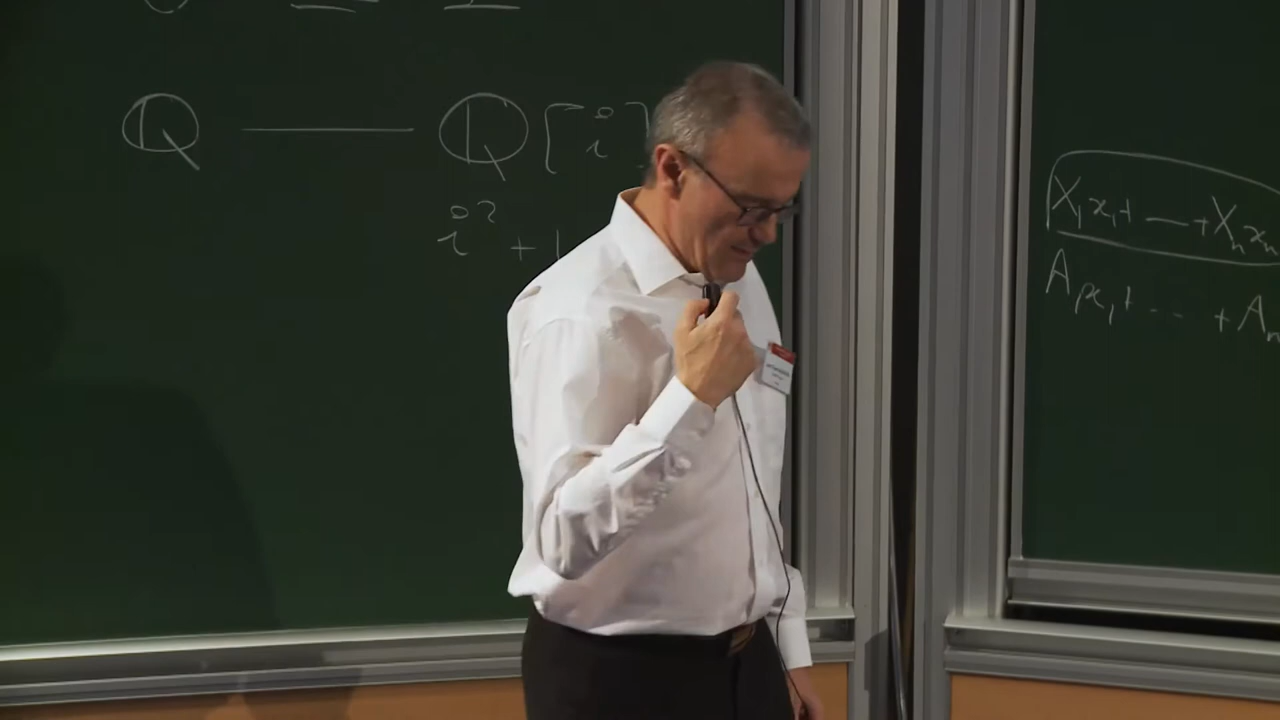 ℚ — ℚ[i]
i² + 1
X₁x₁+ — +Xₙxₙ
A₁x₁+ ... +Aₙ